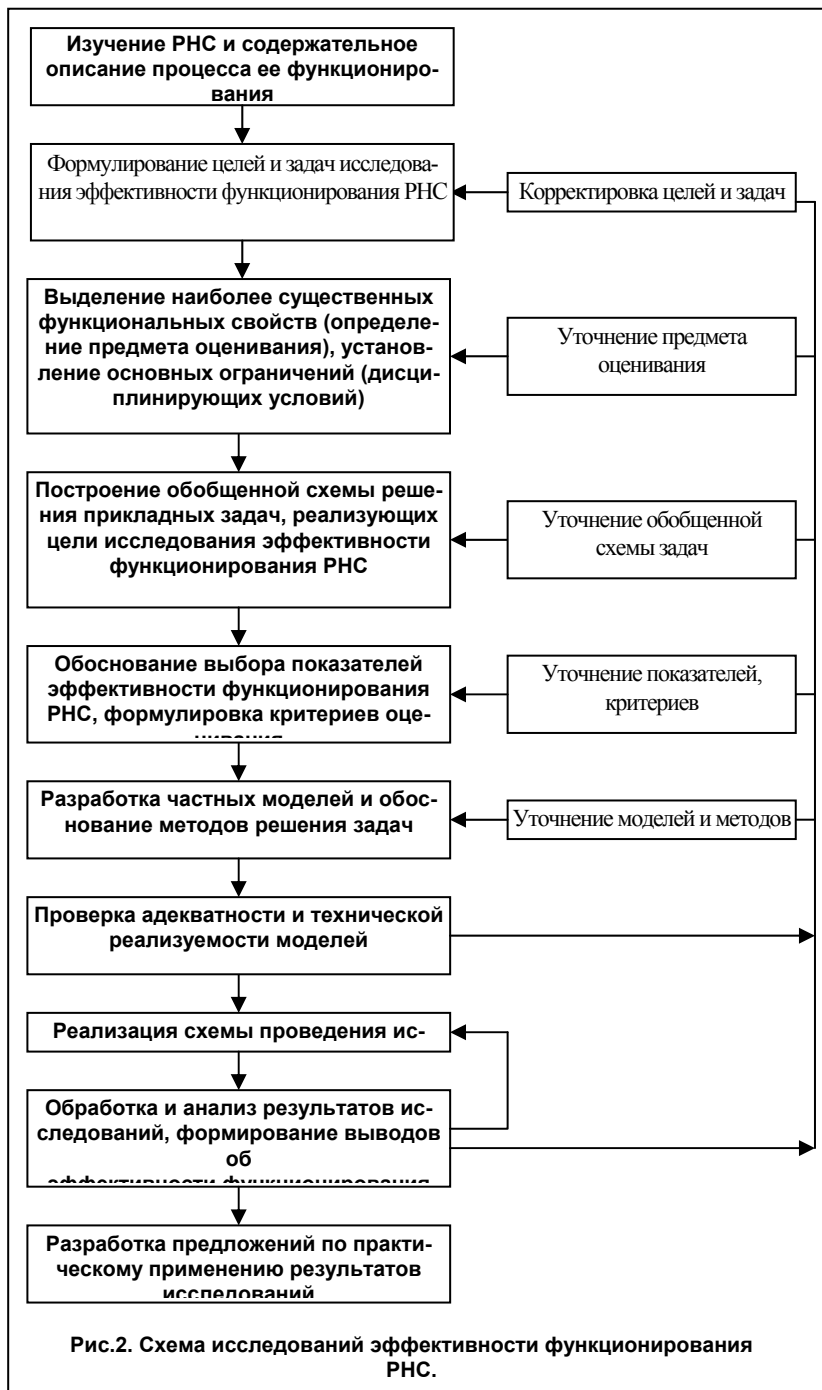 Изучение РНС и содержательное
описание процесса ее функциониро-
вания
Формулирование целей и задач исследова-
ния эффективности функционирования РНС
Корректировка целей и задач
Выделение наиболее существенных
функциональных свойств (определе-
ние предмета оценивания), установ-
ление основных ограничений (дисци-
плинирующих условий)
Уточнение предмета
оценивания
Построение обобщенной схемы реше-
ния прикладных задач, реализующих
цели исследования эффективности
функционирования РНС
Уточнение обобщенной
схемы задач
Обоснование выбора показателей
эффективности функционирования
РНС, формулировка критериев оце-
нивания
Уточнение показателей,
критериев
Разработка частных моделей и обос-
нование методов решения задач
Уточнение моделей и методов
Проверка адекватности и технической
реализуемости моделей
Реализация схемы проведения ис-
Обработка и анализ результатов ис-
следований, формирование выводов
об
эффективности функционирования
Разработка предложений по практи-
ческому применению результатов
исследований
Рис.2. Схема исследований эффективности функционирования
РНС.